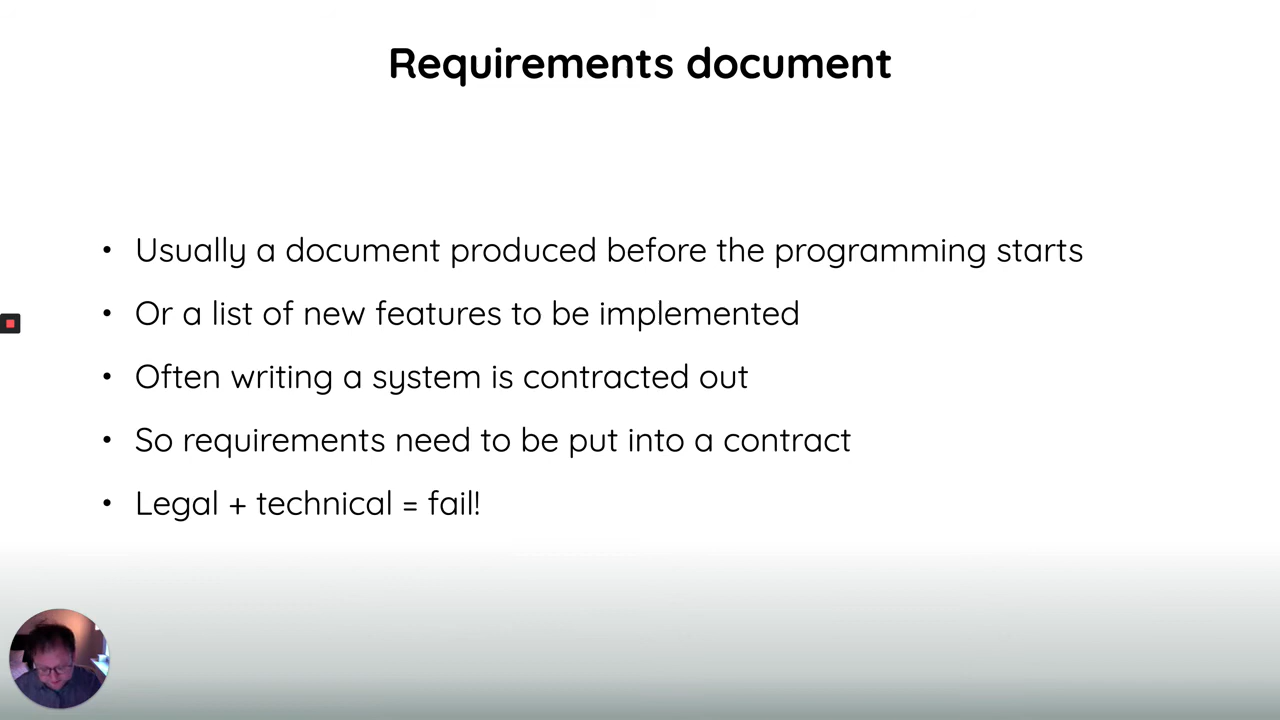 Requirements document
• Usually a document produced before the programming starts
• Or a list of new features to be implemented
• Often writing a system is contracted out
• So requirements need to be put into a contract
• Legal + technical = fail!